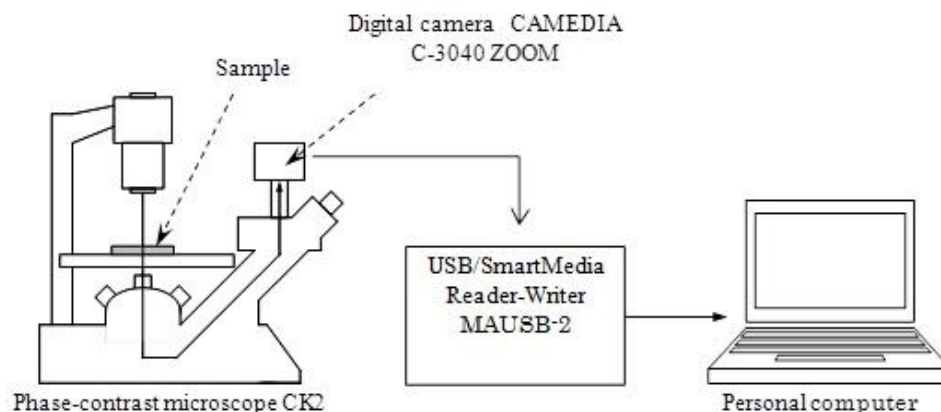 Digital camera CAMEDIA
C-3040 ZOOM
Sample
USB/SmartMedia
Reader-Writer
MAUSB-2
Phase-contrast microscope CK2
Personal computer